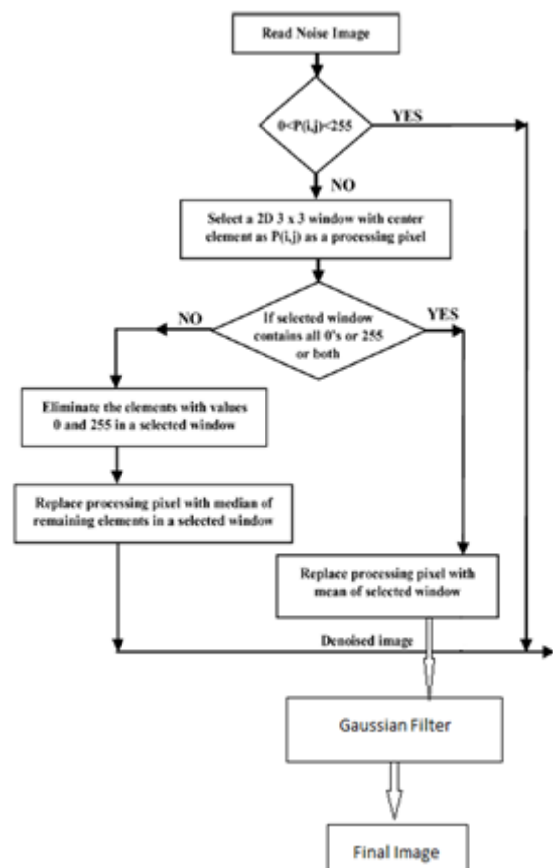 Read Noise Image
0<P(i,j)<255
YES
NO
Select a 2D 3 x 3 window with center
element as P(i,j) as a processing pixel
NO
YES
If selected window
contains all 0's or 255
or both
Eliminate the elements with values
0 and 255 in a selected window
Replace processing pixel with median of
remaining elements in a selected window
Replace processing pixel with
mean of selected window
Denoised image
Gaussian Filter
Final Image